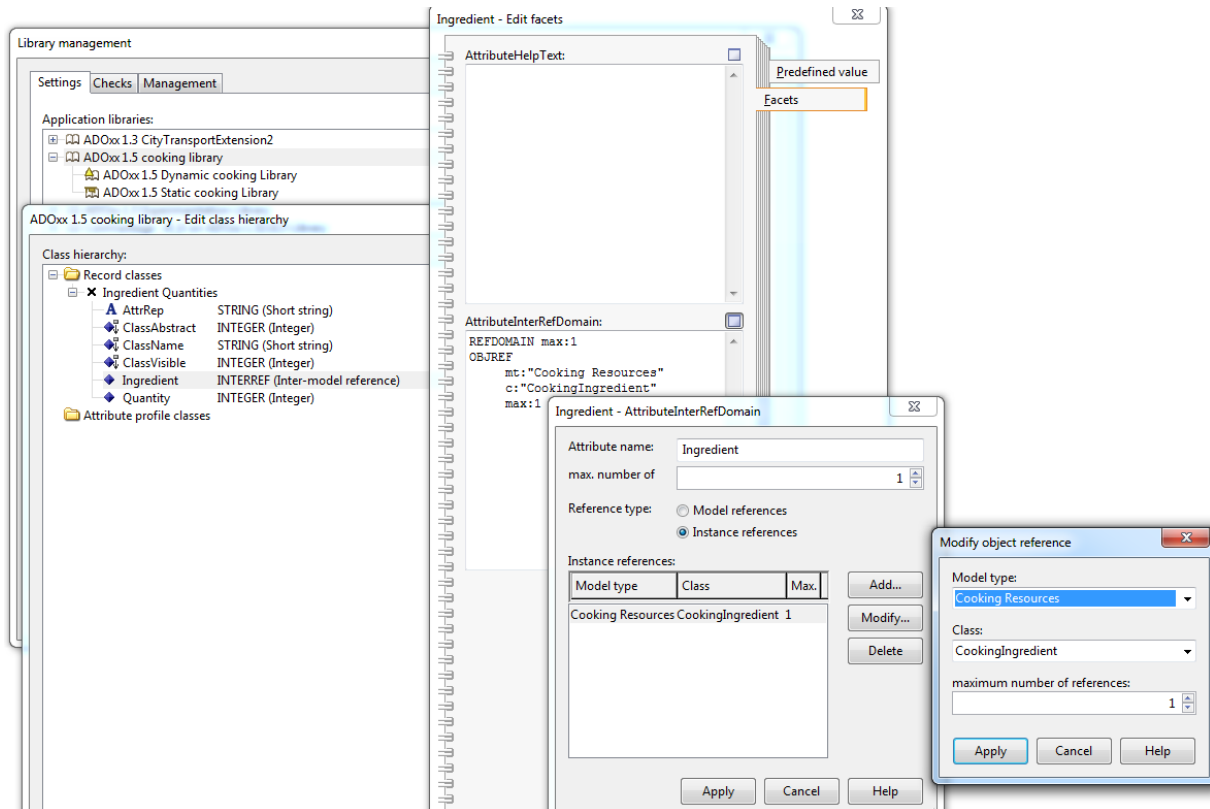 Library management
Settings Checks Management
Application libraries:
ADOxx 1.3 CityTransportExtension2
ADOxx 1.5 cooking library
ADOxx 1.5 Dynamic cooking Library
ADOxx 1.5 Static cooking Library
ADOxx 1.5 cooking library - Edit class hierarchy
Class hierarchy:
Record classes
Ingredient Quantities
AttrRep STRING (Short string)
ClassAbstract INTEGER (Integer)
ClassName STRING (Short string)
ClassVisible INTEGER (Integer)
Ingredient INTERREF (Inter-model reference)
Quantity INTEGER (Integer)
Attribute profile classes
Ingredient - Edit facets
AttributeHelpText:
Predefined value
Facets
AttributeInterRefDomain:
REFDOMAIN max:1
OBJREF
mt:"Cooking Resources"
c:"CookingIngredient"
max:1
Ingredient - AttributeInterRefDomain
Attribute name: Ingredient
max. number of 1
Reference type: Model references
Instance references
Instance references:
Model type Class Max.
Cooking Resources CookingIngredient 1
Add...
Modify...
Delete
Apply Cancel Help
Modify object reference
Model type:
Cooking Resources
Class:
CookingIngredient
maximum number of references:
1
Apply Cancel Help